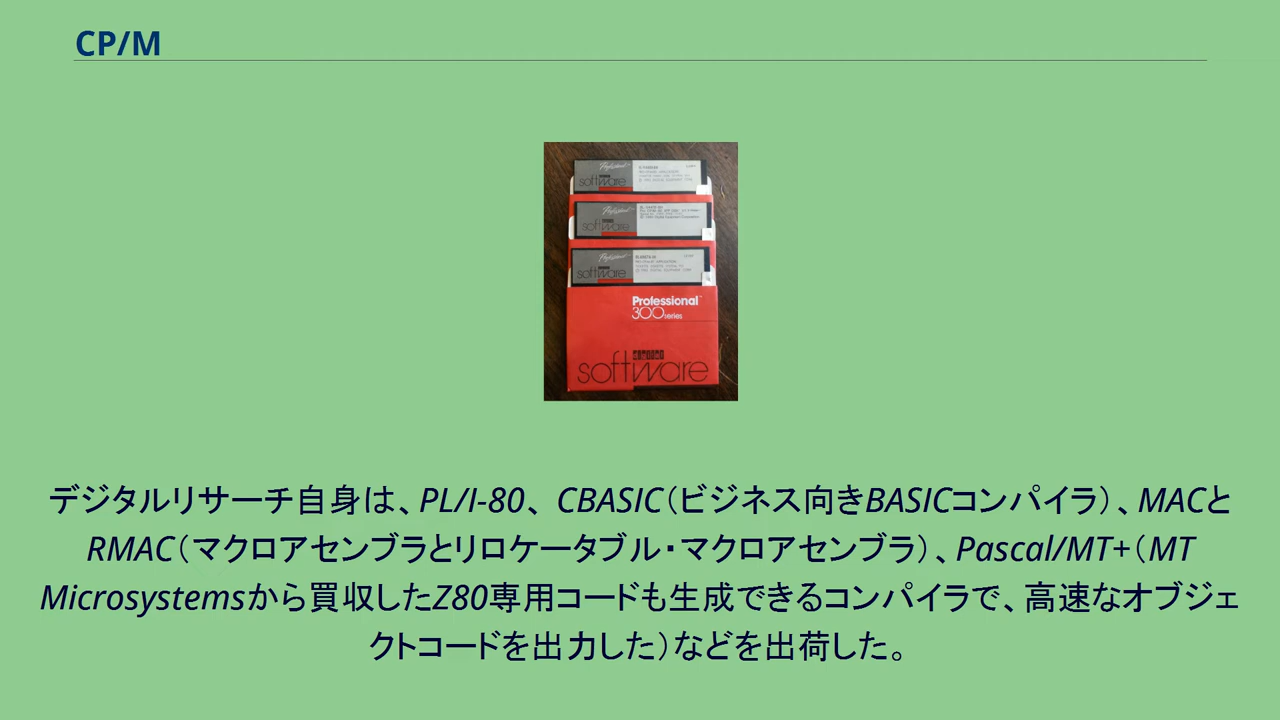 CP/M
Professional
software
Professional
software
Professional
software
Professional
300 series
digital
software
デジタルリサーチ自身は、PL/I-80、CBASIC（ビジネス向きBASICコンパイラ）、MACと
RMAC（マクロアセンブラとリロケータブル・マクロアセンブラ）、Pascal/MT+（MT
Microsystemsから買収したZ80専用コードも生成できるコンパイラで、高速なオブジェ
クトコードを出力した）などを出荷した。